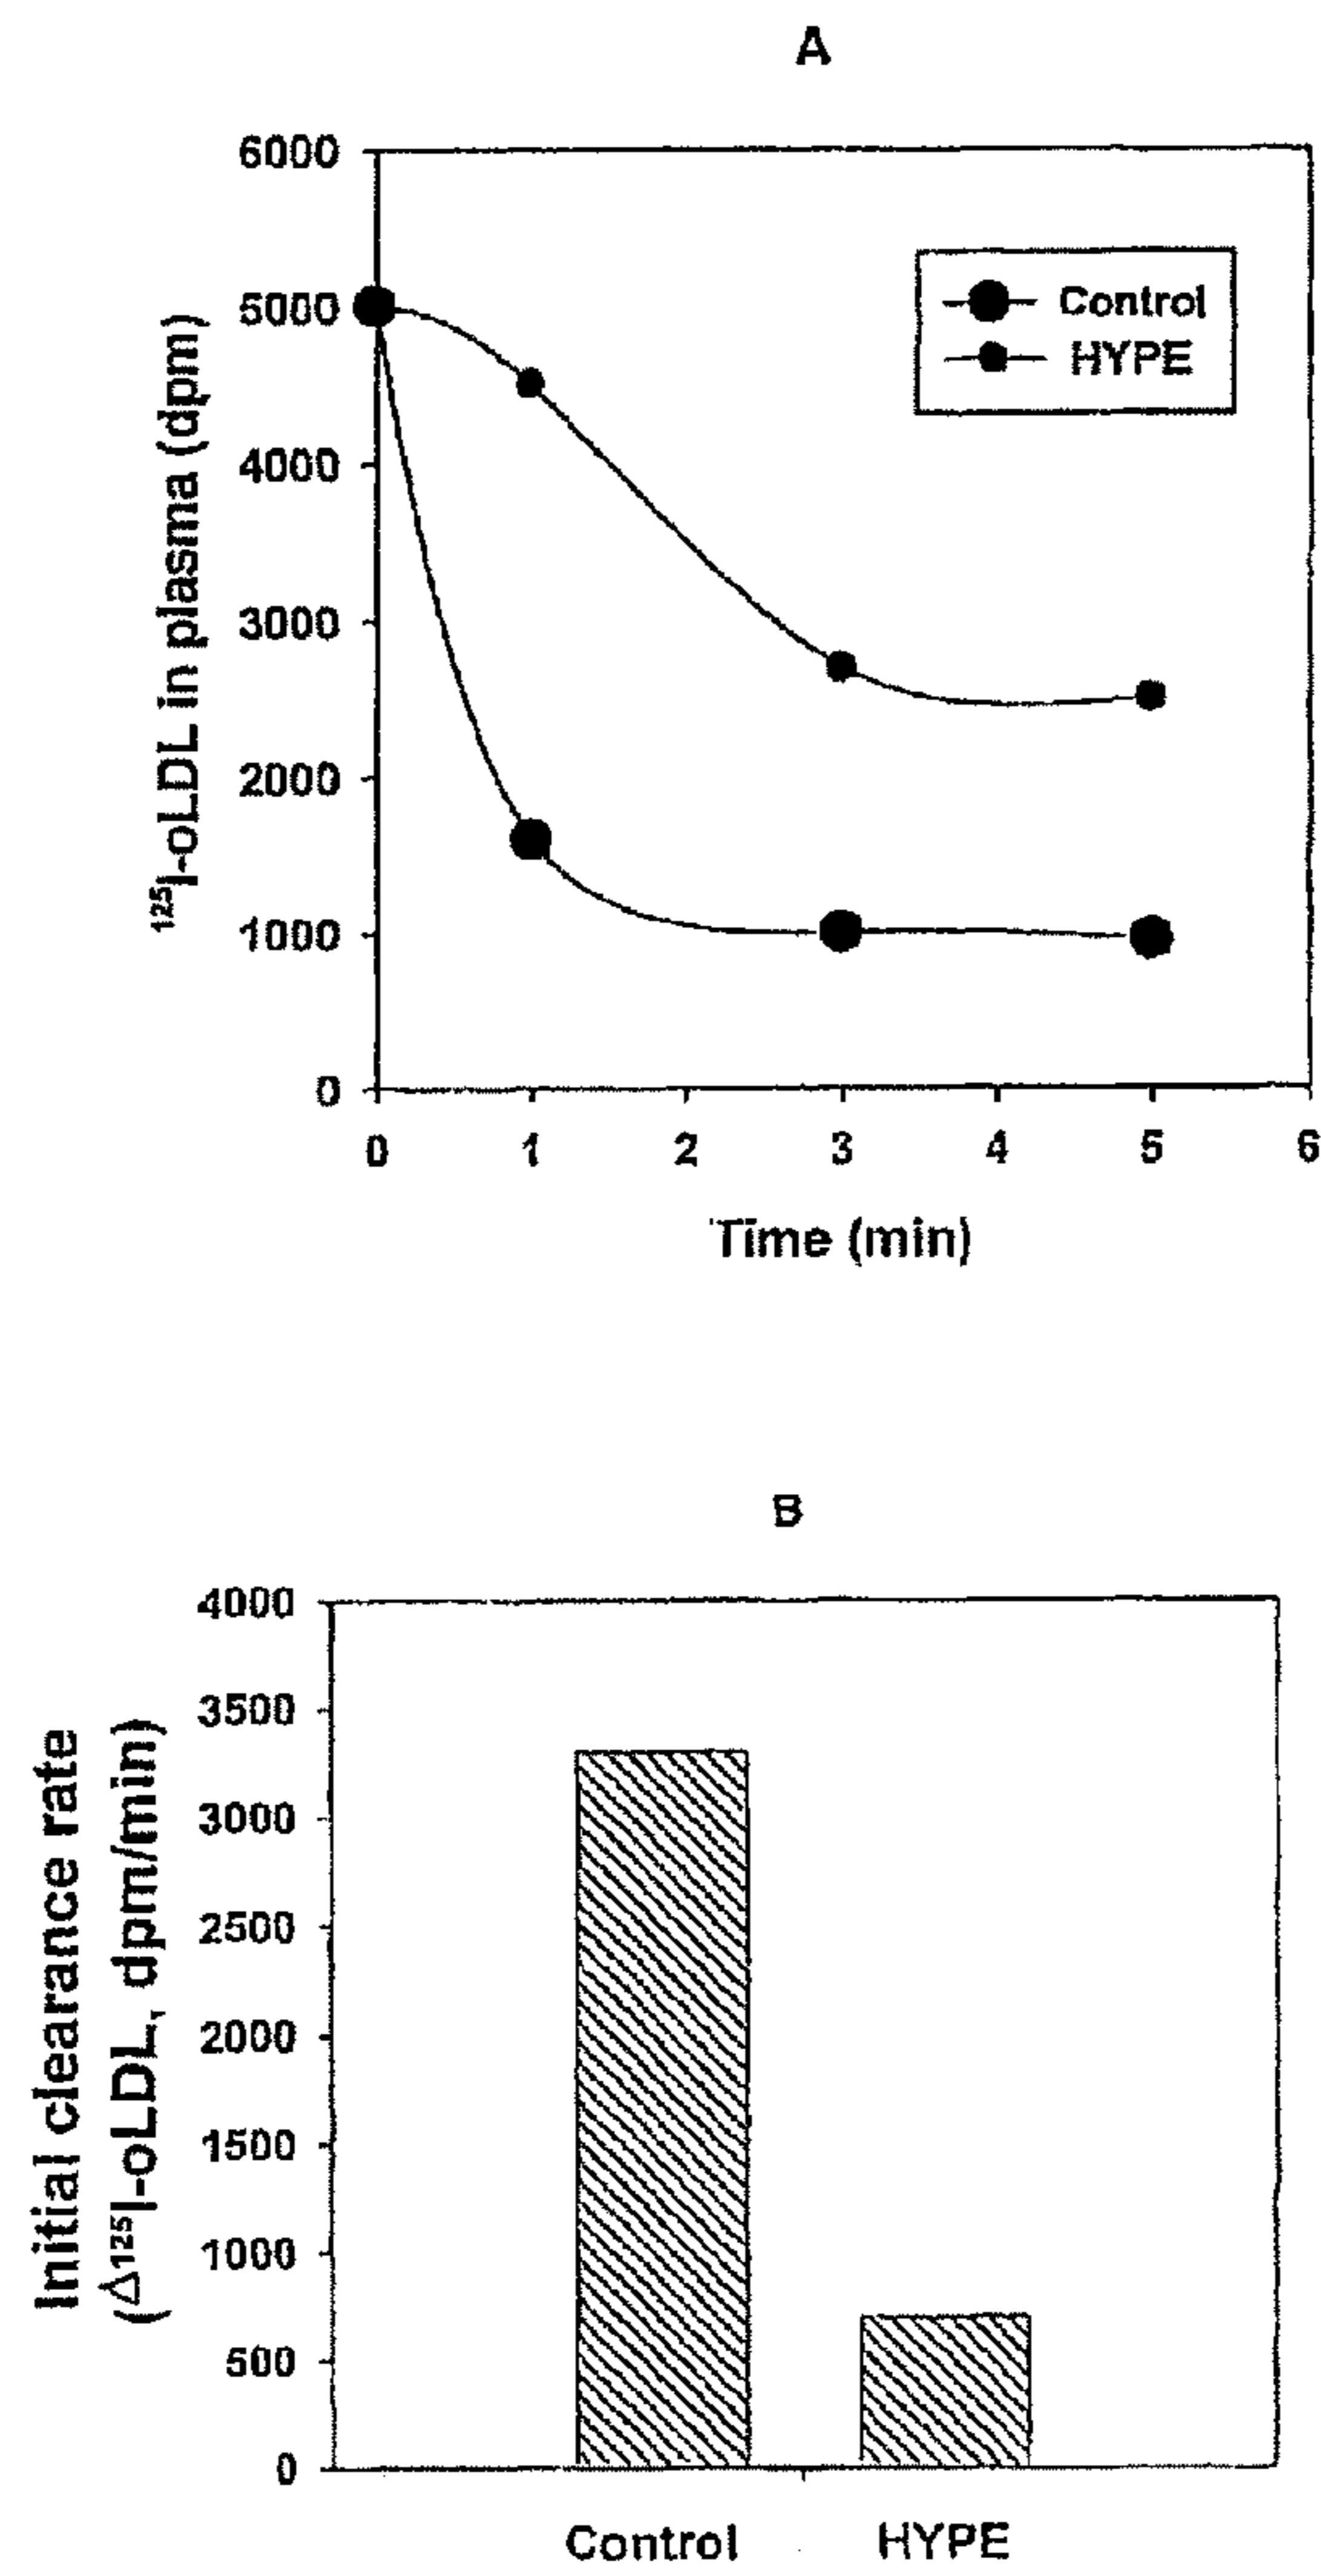 A
6000
5000
4000
3000
2000
1000
0
¹²⁵I-oLDL in plasma (dpm)
Control
HYPE
0 1 2 3 4 5 6
Time (min)
B
4000
3500
3000
2500
2000
1500
1000
500
0
Initial clearance rate
(Δ¹²⁵I-oLDL, dpm/min)
Control HYPE